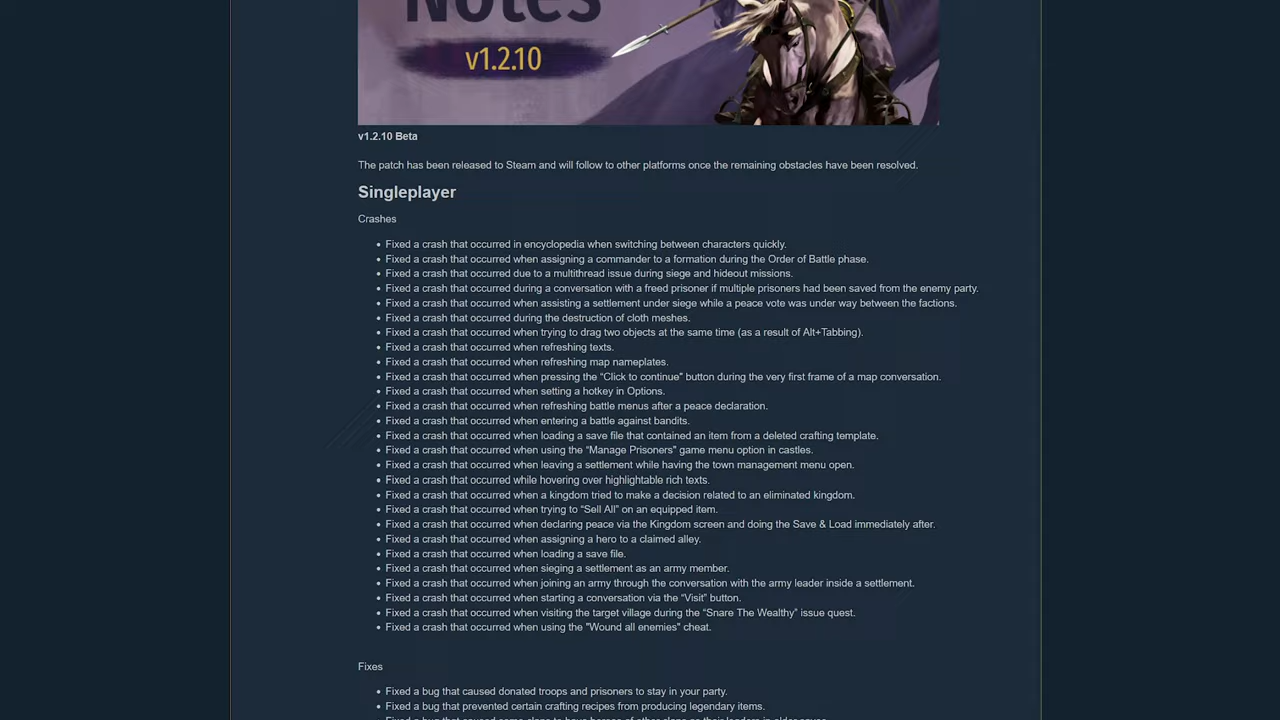 Notes
v1.2.10
v1.2.10 Beta
The patch has been released to Steam and will follow to other platforms once the remaining obstacles have been resolved.
Singleplayer
Crashes
• Fixed a crash that occurred in encyclopedia when switching between characters quickly.
• Fixed a crash that occurred when assigning a commander to a formation during the Order of Battle phase.
• Fixed a crash that occurred due to a multithread issue during siege and hideout missions.
• Fixed a crash that occurred during a conversation with a freed prisoner if multiple prisoners had been saved from the enemy party.
• Fixed a crash that occurred when assisting a settlement under siege while a peace vote was under way between the factions.
• Fixed a crash that occurred during the destruction of cloth meshes.
• Fixed a crash that occurred when trying to drag two objects at the same time (as a result of Alt+Tabbing).
• Fixed a crash that occurred when refreshing texts.
• Fixed a crash that occurred when refreshing map nameplates.
• Fixed a crash that occurred when pressing the “Click to continue” button during the very first frame of a map conversation.
• Fixed a crash that occurred when setting a hotkey in Options.
• Fixed a crash that occurred when refreshing battle menus after a peace declaration.
• Fixed a crash that occurred when entering a battle against bandits.
• Fixed a crash that occurred when loading a save file that contained an item from a deleted crafting template.
• Fixed a crash that occurred when using the “Manage Prisoners” game menu option in castles.
• Fixed a crash that occurred when leaving a settlement while having the town management menu open.
• Fixed a crash that occurred while hovering over highlightable rich texts.
• Fixed a crash that occurred when a kingdom tried to make a decision related to an eliminated kingdom.
• Fixed a crash that occurred when trying to “Sell All” on an equipped item.
• Fixed a crash that occurred when declaring peace via the Kingdom screen and doing the Save & Load immediately after.
• Fixed a crash that occurred when assigning a hero to a claimed alley.
• Fixed a crash that occurred when loading a save file.
• Fixed a crash that occurred when sieging a settlement as an army member.
• Fixed a crash that occurred when joining an army through the conversation with the army leader inside a settlement.
• Fixed a crash that occurred when starting a conversation via the “Visit” button.
• Fixed a crash that occurred when visiting the target village during the “Snare The Wealthy” issue quest.
• Fixed a crash that occurred when using the "Wound all enemies" cheat.
Fixes
• Fixed a bug that caused donated troops and prisoners to stay in your party.
• Fixed a bug that prevented certain crafting recipes from producing legendary items.